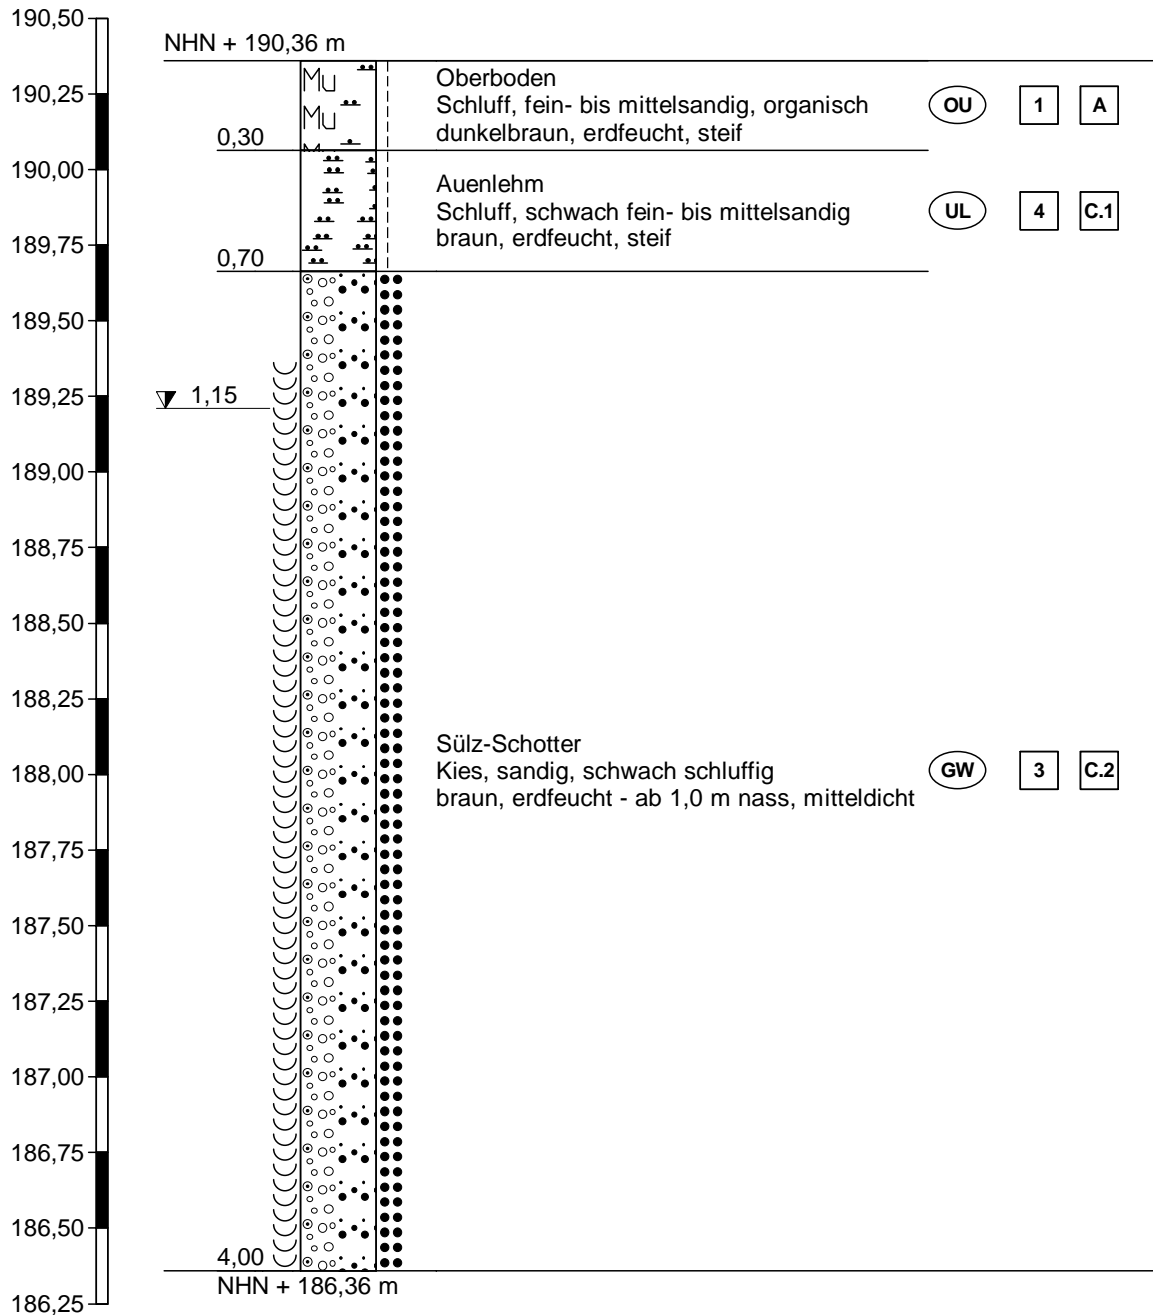 190,50
NHN + 190,36 m
190,25
Mu
Mu
M
0,30
Oberboden
Schluff, fein- bis mittelsandig, organisch
dunkelbraun, erdfeucht, steif
OU 1 A
190,00
Auenlehm
Schluff, schwach fein- bis mittelsandig
braun, erdfeucht, steif
UL 4 C.1
189,75
0,70
189,50
189,25
1,15
189,00
188,75
188,50
188,25
188,00
Sülz-Schotter
Kies, sandig, schwach schluffig
braun, erdfeucht - ab 1,0 m nass, mitteldicht
GW 3 C.2
187,75
187,50
187,25
187,00
186,75
186,50
4,00
NHN + 186,36 m
186,25